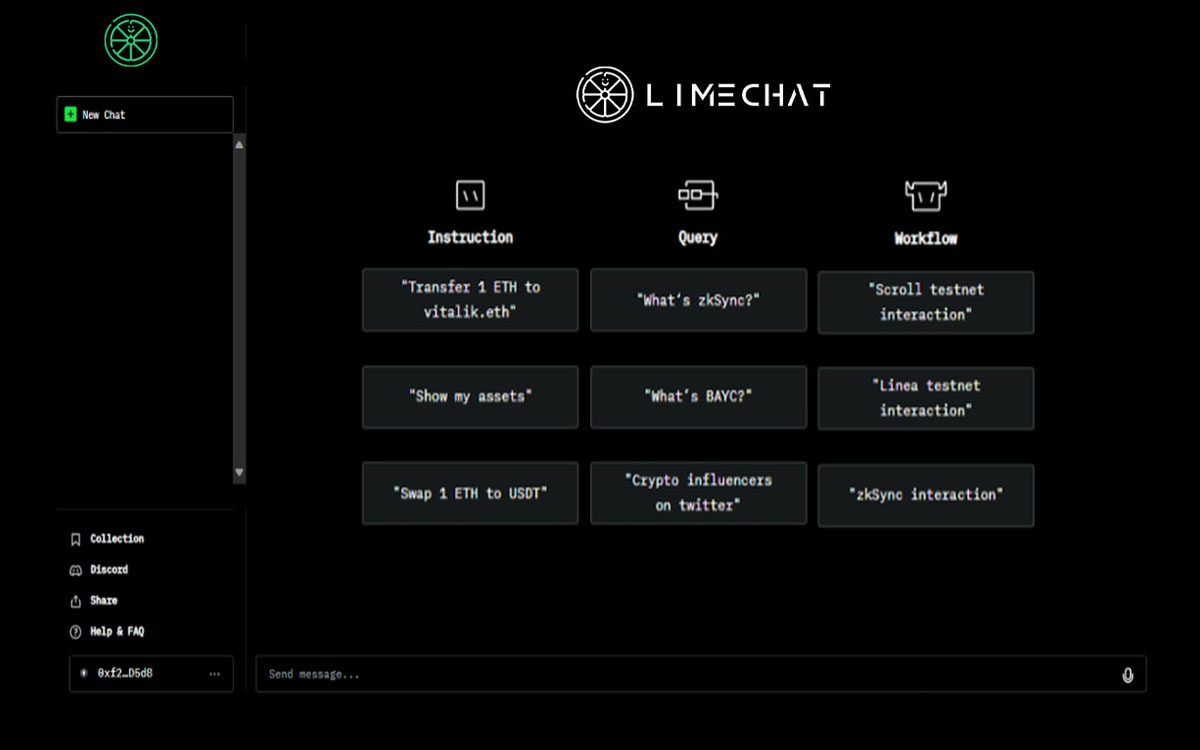 New Chat
LIMECHAT
Instruction
"Transfer 1 ETH to
vitalik.eth"
"Show my assets"
"Swap 1 ETH to USDT"
Query
"What's zkSync?"
"What's BAYC?"
"Crypto influencers
on twitter"
Workflow
"Scroll testnet
interaction"
"Linea testnet
interaction"
"zkSync interaction"
Collection
Discord
Share
Help & FAQ
0xf2…D5d8
Send message...